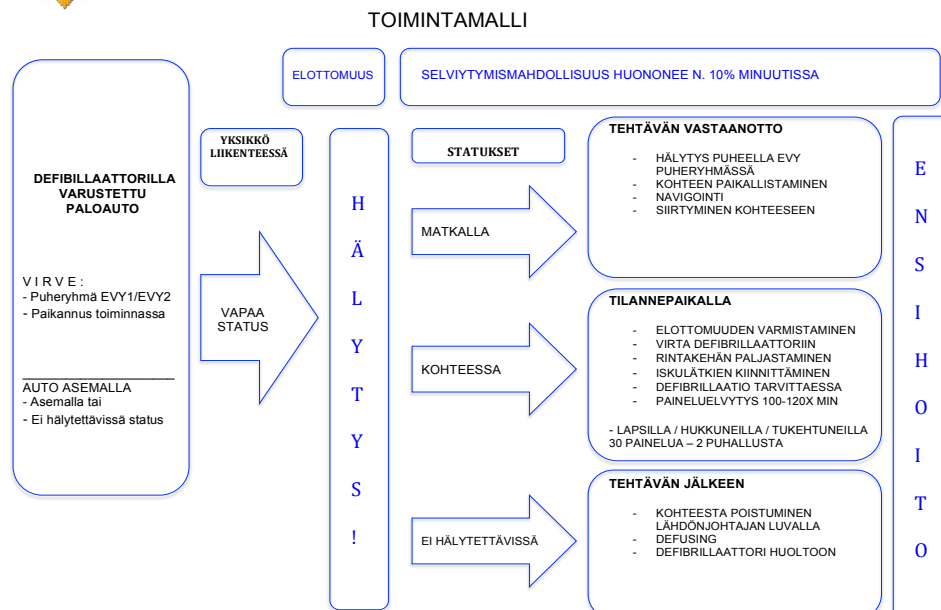 TOIMINTAMALLI
ELOTTOMUUS
SELVIYTYMISMAHDOLLISUUS HUONONEE N. 10% MINUUTISSA
DEFIBILLAATTORILLA
VARUSTETTU
PALOAUTO
V I R V E :
- Puheryhmä EVY1/EVY2
- Paikannus toiminnassa
AUTO ASEMALLA
- Asemalla tai
- Ei hälytettävissä status
YKSIKKÖ
LIIKENTEESSÄ
VAPAA
STATUS
H
Ä
L
Y
T
Y
S
!
STATUKSET
MATKALLA
KOHTEESSA
EI HÄLYTETTÄVISSÄ
TEHTÄVÄN VASTAANOTTO
- HÄLYTYS PUHEELLA EVY
PUHERYHMÄSSÄ
- KOHTEEN PAIKALLISTAMINEN
- NAVIGOINTI
- SIIRTYMINEN KOHTEESEEN
TILANNEPAIKALLA
- ELOTTOMUUDEN VARMISTAMINEN
- VIRTA DEFIBRILLAATTORIIN
- RINTAKEHÄN PALJASTAMINEN
- ISKULÄTKIEN KIINNITTÄMINEN
- DEFIBRILLAATIO TARVITTAESSA
- PAINELUELVYTYS 100-120X MIN
- LAPSILLA / HUKKUNEILLA / TUKEHTUNEILLA
30 PAINELUA – 2 PUHALLUSTA
TEHTÄVÄN JÄLKEEN
- KOHTEESTA POISTUMINEN
LÄHDÖNJOHTAJAN LUVALLA
- DEFUSING
- DEFIBRILLAATTORI HUOLTOON
E
N
S
I
H
O
I
T
O